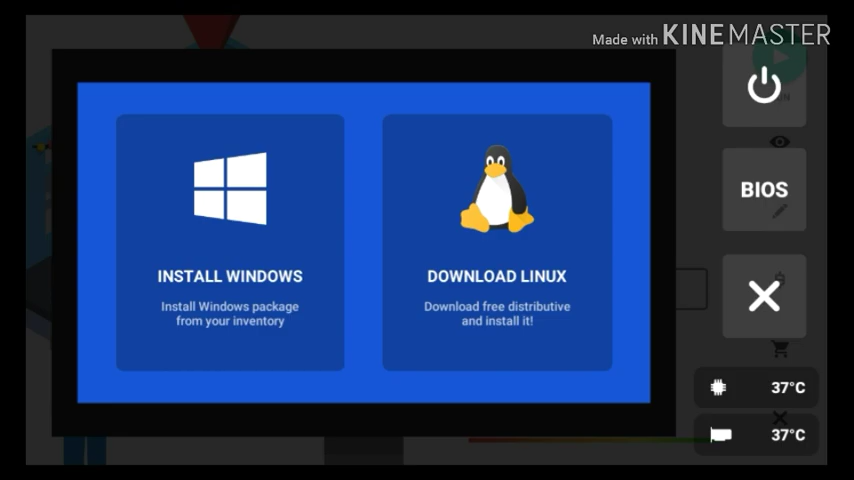 Made with KINEMASTER
BIOS
INSTALL WINDOWS
Install Windows package
from your inventory
DOWNLOAD LINUX
Download free distributive
and install it!
37°C
37°C